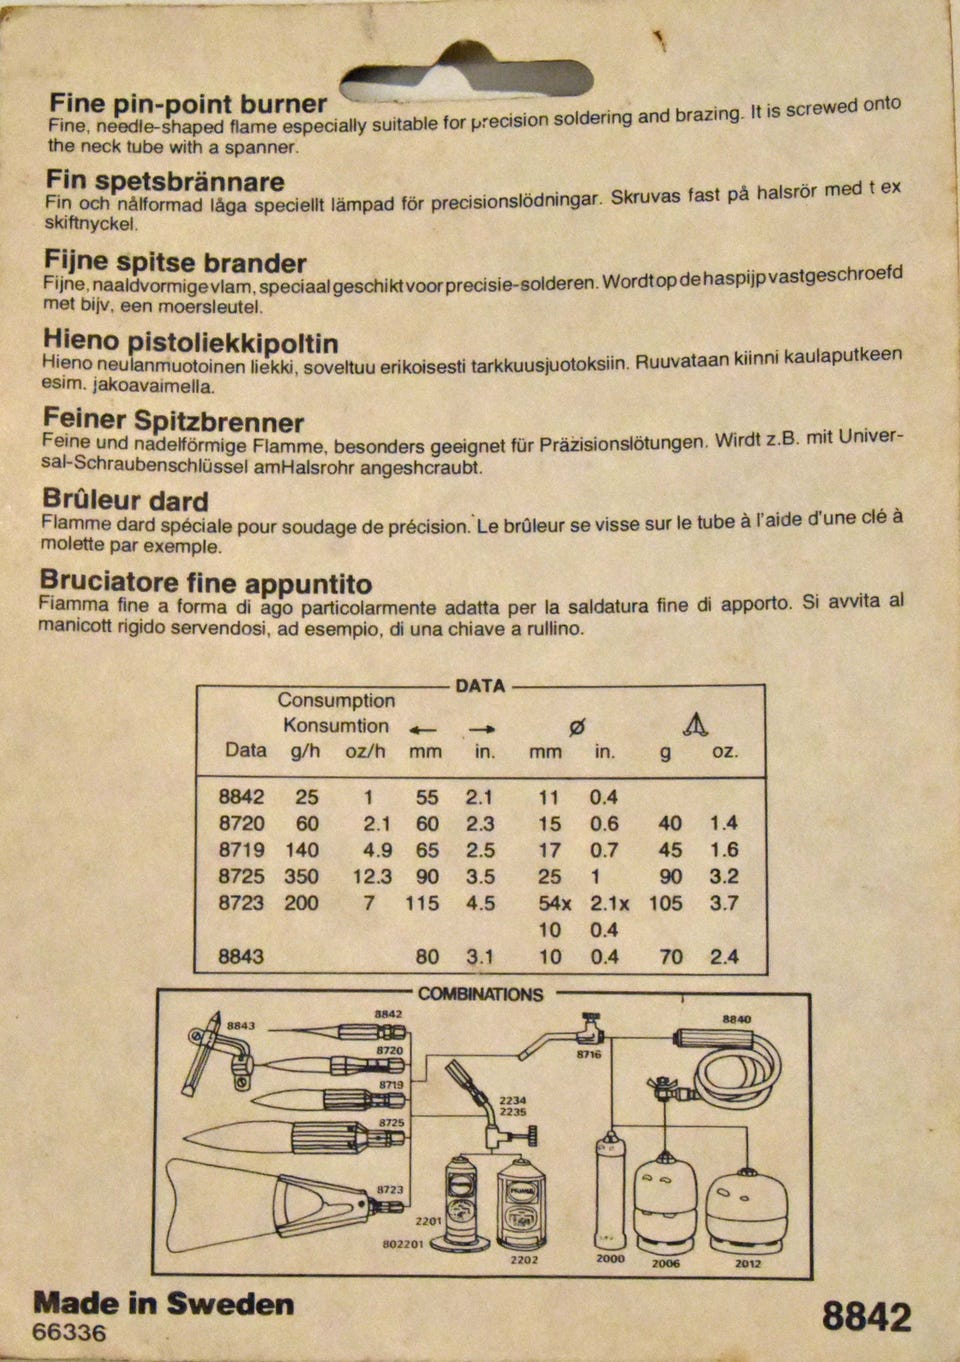 Fine pin-point burner
Fine, needle-shaped flame especially suitable for precision soldering and brazing. It is screwed onto
the neck tube with a spanner.
Fin spetsbrännare
Fin och nålformad låga speciellt lämpad för precisionslödningar. Skruvas fast på halsrör med t ex
skiftnyckel.
Fijne spitse brander
Fijne, naaldvormige vlam, speciaal geschikt voor precisie-solderen. Wordt op de haspijp vastgeschroefd
met bijv. een moersleutel.
Hieno pistoliekkipoltin
Hieno neulanmuotoinen liekki, soveltuu erikoisesti tarkkuusjuotoksiin. Ruuvataan kiinni kaulaputkeen
esim. jakoavaimella.
Feiner Spitzbrenner
Feine und nadelförmige Flamme, besonders geeignet für Präzisionslötungen. Wirdt z.B. mit Univer-
sal-Schraubenschlüssel amHalsrohr angeshcraubt.
Brûleur dard
Flamme dard spéciale pour soudage de précision. Le brûleur se visse sur le tube à l'aide d'une clé à
molette par exemple.
Bruciatore fine appuntito
Fiamma fine a forma di ago particolarmente adatta per la saldatura fine di apporto. Si avvita al
manicott rigido servendosi, ad esempio, di una chiave a rullino.
DATA
Consumption
Konsumtion ← → ø
Data g/h oz/h mm in. mm in. g oz.
8842 25 1 55 2.1 11 0.4
8720 60 2.1 60 2.3 15 0.6 40 1.4
8719 140 4.9 65 2.5 17 0.7 45 1.6
8725 350 12.3 90 3.5 25 1 90 3.2
8723 200 7 115 4.5 54x 2.1x 105 3.7
10 0.4
8843 80 3.1 10 0.4 70 2.4
COMBINATIONS
8842
8843
8840
8720
8716
8719
2234
2235
8725
8723
2201
802201
2202
2000
2006
2012
Made in Sweden
66336
8842